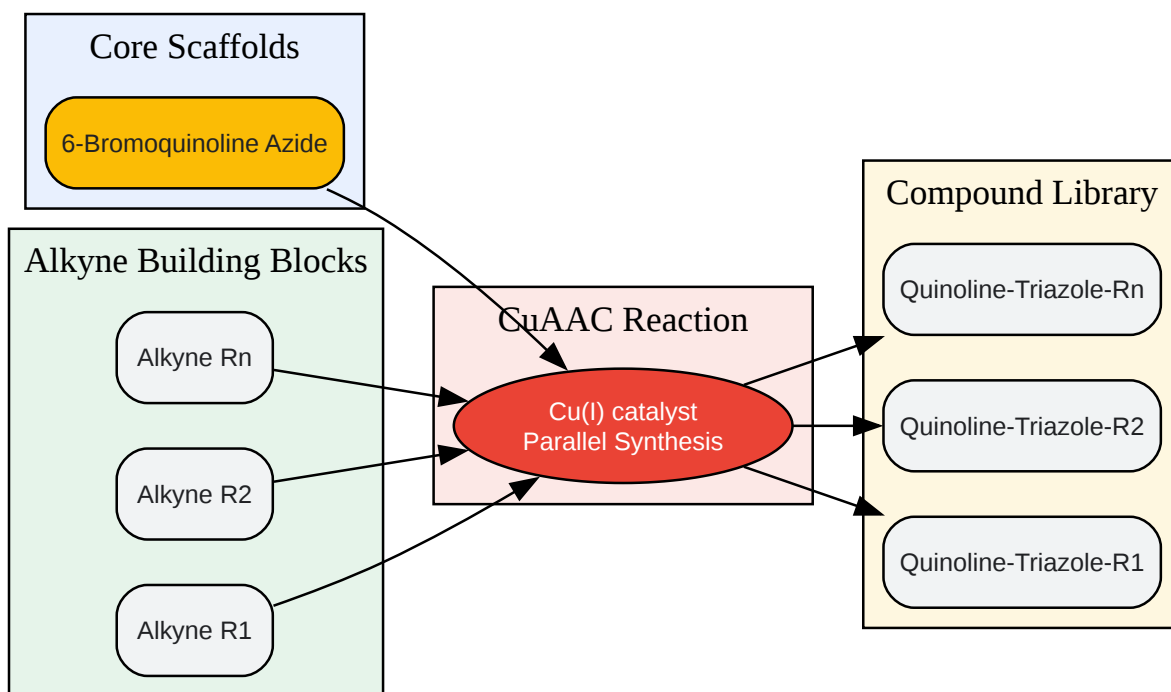 Core Scaffolds
6-Bromoquinoline Azide
Alkyne Building Blocks
Alkyne Rn
Alkyne R2
Alkyne R1
CuAAC Reaction
Cu(I) catalyst
Parallel Synthesis
Compound Library
Quinoline-Triazole-Rn
Quinoline-Triazole-R2
Quinoline-Triazole-R1